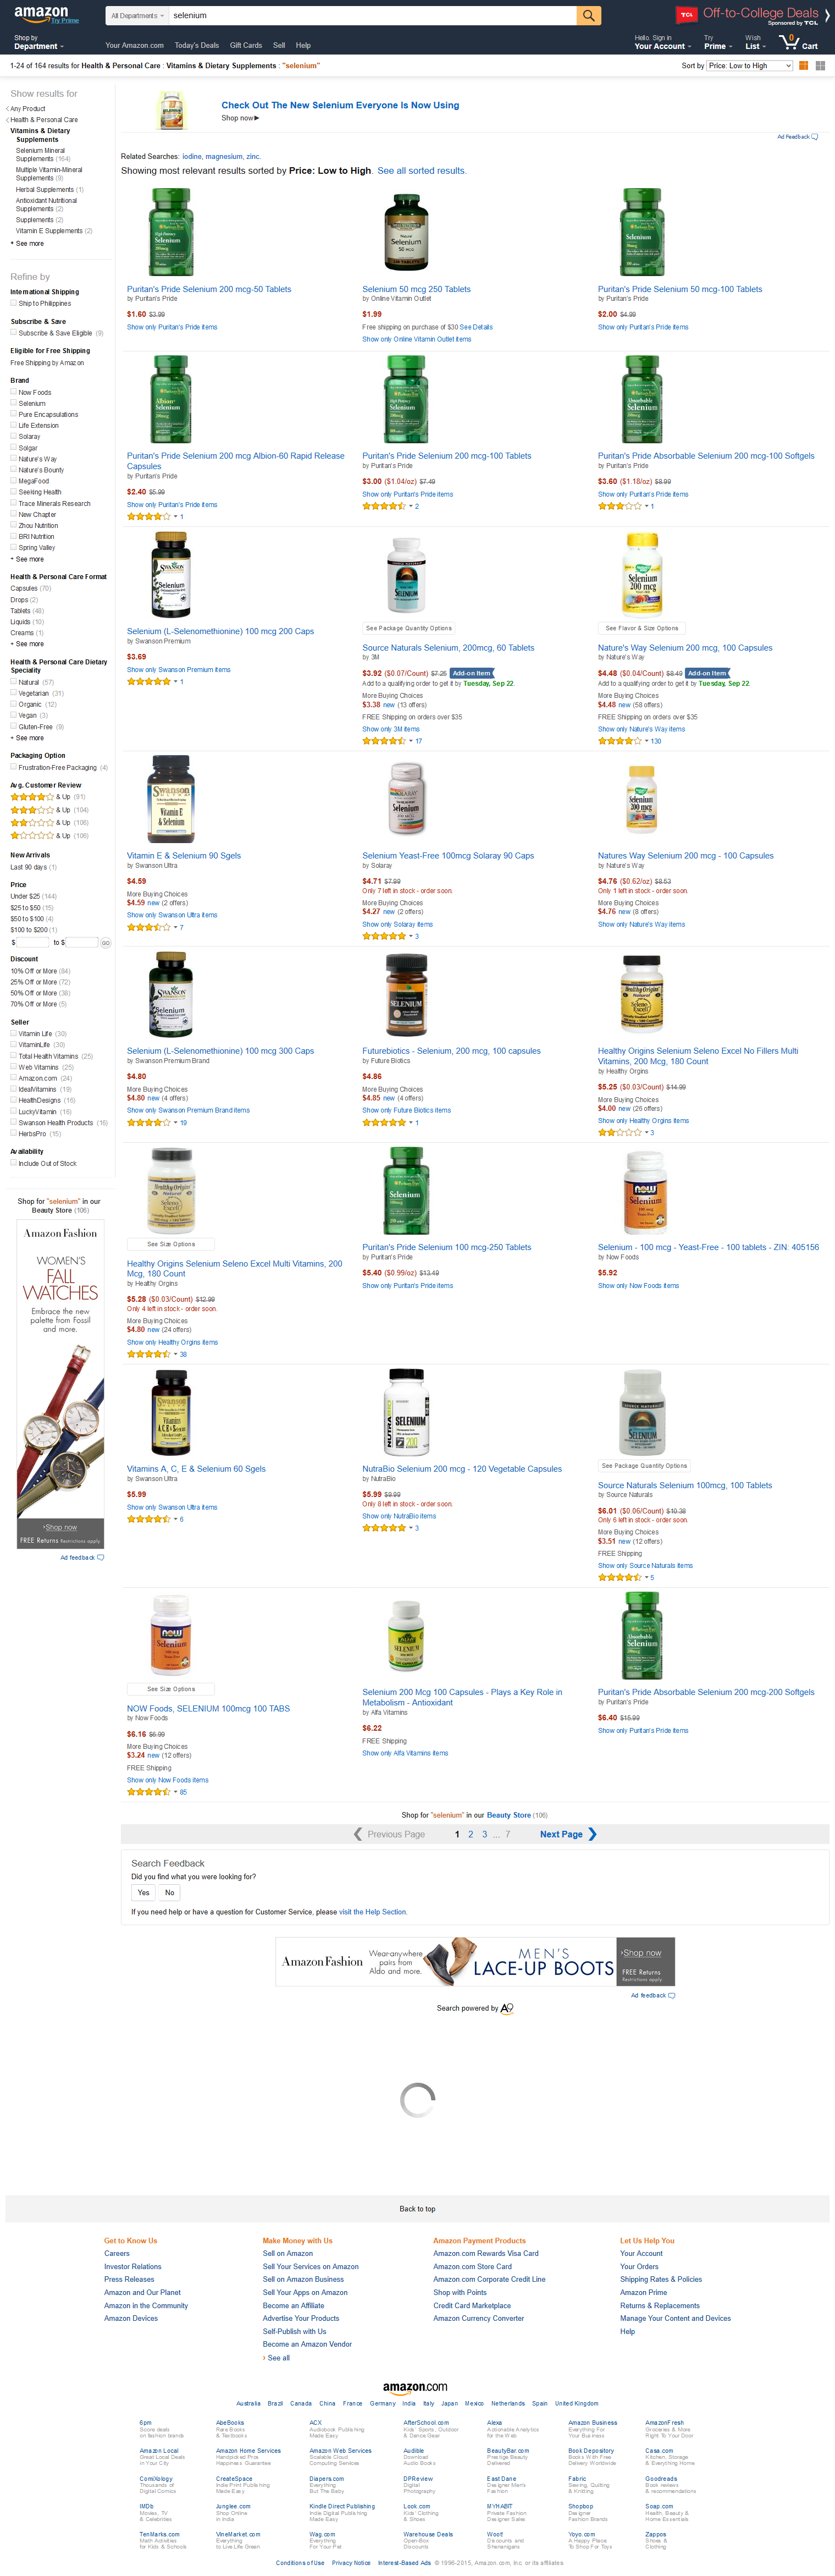 amazon
Try Prime
All Departments
selenium
TCL
Off-to-College Deals
Sponsored by TCL
Shop by
Department
Your Amazon.com Today's Deals Gift Cards Sell Help
Hello. Sign in
Your Account
Try
Prime
Wish
List
0
Cart
1-24 of 164 results for Health & Personal Care : Vitamins & Dietary Supplements : "selenium"
Sort by Price: Low to High
Show results for
Any Product
Health & Personal Care
Vitamins & Dietary
Supplements
Selenium Mineral
Supplements (164)
Multiple Vitamin-Mineral
Supplements (9)
Herbal Supplements (1)
Antioxidant Nutritional
Supplements (2)
Supplements (2)
Vitamin E Supplements (2)
+ See more
Refine by
International Shipping
Ship to Philippines
Subscribe & Save
Subscribe & Save Eligible (9)
Eligible for Free Shipping
Free Shipping by Amazon
Brand
Now Foods
Selenium
Pure Encapsulations
Life Extension
Solaray
Solgar
Nature's Way
Nature's Bounty
MegaFood
Seeking Health
Trace Minerals Research
New Chapter
Zhou Nutrition
BRI Nutrition
Spring Valley
+ See more
Health & Personal Care Format
Capsules (70)
Drops (2)
Tablets (48)
Liquids (10)
Creams (1)
+ See more
Health & Personal Care Dietary
Speciality
Natural (57)
Vegetarian (31)
Organic (12)
Vegan (3)
Gluten-Free (9)
+ See more
Packaging Option
Frustration-Free Packaging (4)
Avg. Customer Review
& Up (91)
& Up (104)
& Up (106)
& Up (106)
New Arrivals
Last 90 days (1)
Price
Under $25 (144)
$25 to $50 (15)
$50 to $100 (4)
$100 to $200 (1)
$ to $ GO
Discount
10% Off or More (84)
25% Off or More (72)
50% Off or More (38)
70% Off or More (5)
Seller
Vitamin Life (30)
VitaminLife (30)
Total Health Vitamins (25)
Web Vitamins (25)
Amazon.com (24)
IdealVitamins (19)
HealthDesigns (16)
LuckyVitamin (16)
Swanson Health Products (16)
HerbsPro (15)
Availability
Include Out of Stock
Shop for "selenium" in our
Beauty Store (106)
Amazon Fashion
WOMEN'S
FALL
WATCHES
Embrace the new
palette from Fossil
and more.
Shop now
FREE Returns Restrictions apply.
Ad feedback
Check Out The New Selenium Everyone Is Now Using
Shop now
Ad Feedback
Related Searches: iodine, magnesium, zinc.
Showing most relevant results sorted by Price: Low to High. See all sorted results.
Puritan's Pride Selenium 200 mcg-50 Tablets
by Puritan's Pride
$1.60 $3.99
Show only Puritan's Pride items
Selenium 50 mcg 250 Tablets
by Online Vitamin Outlet
$1.99
Free shipping on purchase of $30 See Details
Show only Online Vitamin Outlet items
Puritan's Pride Selenium 50 mcg-100 Tablets
by Puritan's Pride
$2.00 $4.99
Show only Puritan's Pride items
Puritan's Pride Selenium 200 mcg Albion-60 Rapid Release
Capsules
by Puritan's Pride
$2.40 $5.99
Show only Puritan's Pride items
1
Puritan's Pride Selenium 200 mcg-100 Tablets
by Puritan's Pride
$3.00 ($1.04/oz) $7.49
Show only Puritan's Pride items
2
Puritan's Pride Absorbable Selenium 200 mcg-100 Softgels
by Puritan's Pride
$3.60 ($1.18/oz) $8.99
Show only Puritan's Pride items
1
Selenium (L-Selenomethionine) 100 mcg 200 Caps
by Swanson Premium
$3.69
Show only Swanson Premium items
1
See Package Quantity Options
Source Naturals Selenium, 200mcg, 60 Tablets
by 3M
$3.92 ($0.07/Count) $7.25 Add-on Item
Add to a qualifying order to get it by Tuesday, Sep 22.
More Buying Choices
$3.38 new (13 offers)
FREE Shipping on orders over $35
Show only 3M items
17
See Flavor & Size Options
Nature's Way Selenium 200 mcg, 100 Capsules
by Nature's Way
$4.48 ($0.04/Count) $8.49 Add-on Item
Add to a qualifying order to get it by Tuesday, Sep 22.
More Buying Choices
$4.48 new (58 offers)
FREE Shipping on orders over $35
Show only Nature's Way items
130
Vitamin E & Selenium 90 Sgels
by Swanson Ultra
$4.59
More Buying Choices
$4.59 new (2 offers)
Show only Swanson Ultra items
7
Selenium Yeast-Free 100mcg Solaray 90 Caps
by Solaray
$4.71 $7.99
Only 7 left in stock - order soon.
More Buying Choices
$4.27 new (2 offers)
Show only Solaray items
3
Natures Way Selenium 200 mcg - 100 Capsules
by Nature's Way
$4.76 ($0.62/oz) $8.53
Only 1 left in stock - order soon.
More Buying Choices
$4.76 new (8 offers)
Show only Nature's Way items
Selenium (L-Selenomethionine) 100 mcg 300 Caps
by Swanson Premium Brand
$4.80
More Buying Choices
$4.80 new (4 offers)
Show only Swanson Premium Brand items
19
Futurebiotics - Selenium, 200 mcg, 100 capsules
by Future Biotics
$4.86
More Buying Choices
$4.85 new (4 offers)
Show only Future Biotics items
1
Healthy Origins Selenium Seleno Excel No Fillers Multi
Vitamins, 200 Mcg, 180 Count
by Healthy Orgins
$5.25 ($0.03/Count) $14.99
More Buying Choices
$4.00 new (26 offers)
Show only Healthy Orgins items
3
See Size Options
Healthy Origins Selenium Seleno Excel Multi Vitamins, 200
Mcg, 180 Count
by Healthy Orgins
$5.28 ($0.03/Count) $12.99
Only 4 left in stock - order soon.
More Buying Choices
$4.80 new (24 offers)
Show only Healthy Orgins items
38
Puritan's Pride Selenium 100 mcg-250 Tablets
by Puritan's Pride
$5.40 ($0.99/oz) $13.49
Show only Puritan's Pride items
Selenium - 100 mcg - Yeast-Free - 100 tablets - ZIN: 405156
by Now Foods
$5.92
Show only Now Foods items
Vitamins A, C, E & Selenium 60 Sgels
by Swanson Ultra
$5.99
Show only Swanson Ultra items
6
NutraBio Selenium 200 mcg - 120 Vegetable Capsules
by NutraBio
$5.99 $9.99
Only 8 left in stock - order soon.
Show only NutraBio items
3
See Package Quantity Options
Source Naturals Selenium 100mcg, 100 Tablets
by Source Naturals
$6.01 ($0.06/Count) $10.38
Only 6 left in stock - order soon.
More Buying Choices
$3.51 new (12 offers)
FREE Shipping
Show only Source Naturals items
5
See Size Options
NOW Foods, SELENIUM 100mcg 100 TABS
by Now Foods
$6.16 $6.99
More Buying Choices
$3.24 new (12 offers)
FREE Shipping
Show only Now Foods items
85
Selenium 200 Mcg 100 Capsules - Plays a Key Role in
Metabolism - Antioxidant
by Alfa Vitamins
$6.22
FREE Shipping
Show only Alfa Vitamins items
Puritan's Pride Absorbable Selenium 200 mcg-200 Softgels
by Puritan's Pride
$6.40 $15.99
Show only Puritan's Pride items
Shop for "selenium" in our Beauty Store (106)
Previous Page 1 2 3 ... 7 Next Page
Search Feedback
Did you find what you were looking for?
Yes No
If you need help or have a question for Customer Service, please visit the Help Section.
Amazon Fashion
Wear-anywhere
pairs from
Aldo and more.
MEN'S
LACE-UP BOOTS
Shop now
FREE Returns
Restrictions apply.
Ad feedback
Search powered by A9
Back to top
Get to Know Us
Careers
Investor Relations
Press Releases
Amazon and Our Planet
Amazon in the Community
Amazon Devices
Make Money with Us
Sell on Amazon
Sell Your Services on Amazon
Sell on Amazon Business
Sell Your Apps on Amazon
Become an Affiliate
Advertise Your Products
Self-Publish with Us
Become an Amazon Vendor
› See all
Amazon Payment Products
Amazon.com Rewards Visa Card
Amazon.com Store Card
Amazon.com Corporate Credit Line
Shop with Points
Credit Card Marketplace
Amazon Currency Converter
Let Us Help You
Your Account
Your Orders
Shipping Rates & Policies
Amazon Prime
Returns & Replacements
Manage Your Content and Devices
Help
amazon.com
Australia Brazil Canada China France Germany India Italy Japan Mexico Netherlands Spain United Kingdom
6pm
Score deals
on fashion brands
AbeBooks
Rare Books
& Textbooks
ACX
Audiobook Publishing
Made Easy
AfterSchool.com
Kids' Sports, Outdoor
& Dance Gear
Alexa
Actionable Analytics
for the Web
Amazon Business
Everything For
Your Business
AmazonFresh
Groceries & More
Right To Your Door
Amazon Local
Great Local Deals
in Your City
Amazon Home Services
Handpicked Pros
Happiness Guarantee
Amazon Web Services
Scalable Cloud
Computing Services
Audible
Download
Audio Books
BeautyBar.com
Prestige Beauty
Delivered
Book Depository
Books With Free
Delivery Worldwide
Casa.com
Kitchen, Storage
& Everything Home
ComiXology
Thousands of
Digital Comics
CreateSpace
Indie Print Publishing
Made Easy
Diapers.com
Everything
But The Baby
DPReview
Digital
Photography
East Dane
Designer Men's
Fashion
Fabric
Sewing, Quilting
& Knitting
Goodreads
Book reviews
& recommendations
IMDb
Movies, TV
& Celebrities
Junglee.com
Shop Online
in India
Kindle Direct Publishing
Indie Digital Publishing
Made Easy
Look.com
Kids' Clothing
& Shoes
MYHABIT
Private Fashion
Designer Sales
Shopbop
Designer
Fashion Brands
Soap.com
Health, Beauty &
Home Essentials
TenMarks.com
Math Activities
for Kids & Schools
VineMarket.com
Everything
to Live Life Green
Wag.com
Everything
For Your Pet
Warehouse Deals
Open-Box
Discounts
Woot!
Discounts and
Shenanigans
Yoyo.com
A Happy Place
To Shop For Toys
Zappos
Shoes &
Clothing
Conditions of Use Privacy Notice Interest-Based Ads © 1996-2015, Amazon.com, Inc. or its affiliates